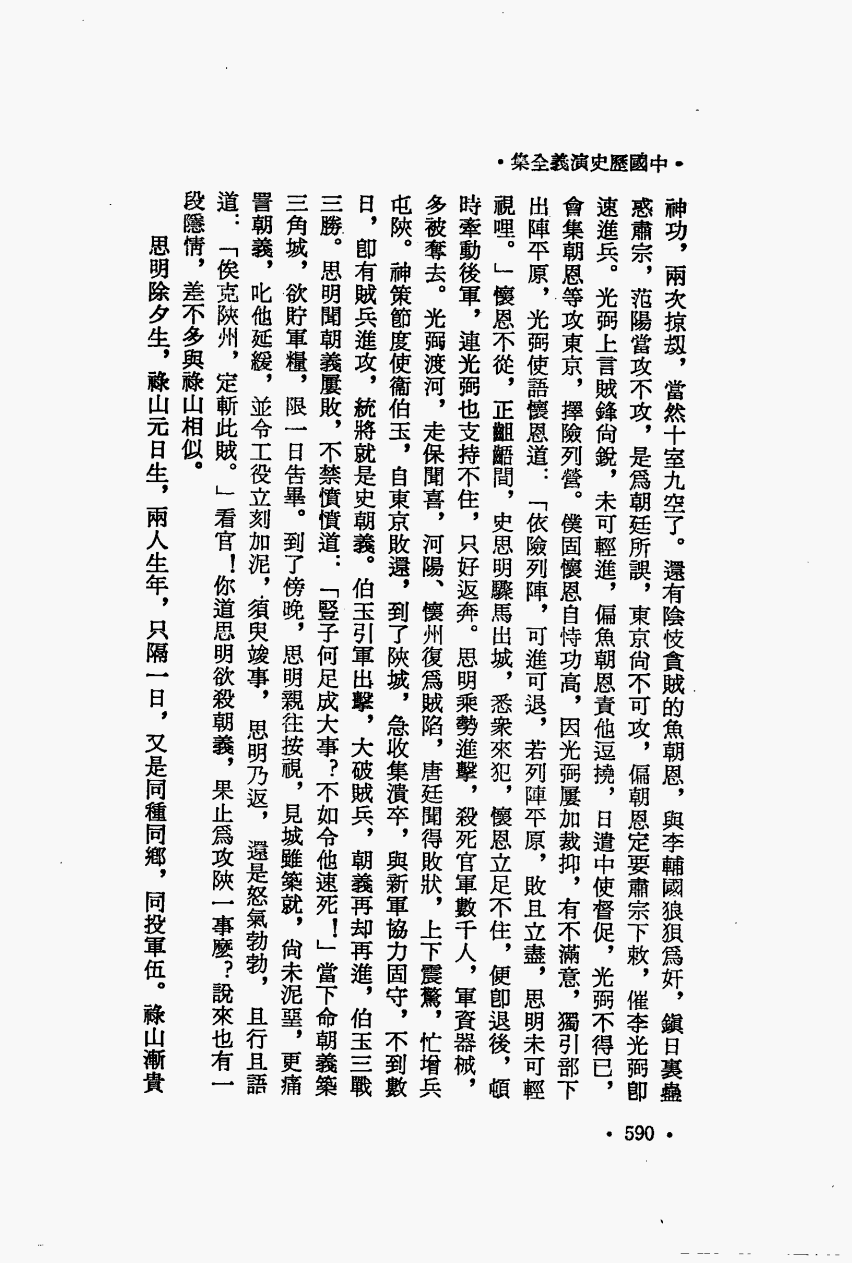 •中國歷史演義全集•
神功，兩次掠刼，當然十室九空了。還有陰忮貪賊的魚朝恩，與李輔國狼狽爲奸，鎭日裏蠱
惑肅宗，范陽當攻不攻，是爲朝廷所誤，東京尙不可攻，偏朝恩定要肅宗下敕，催李光弼卽
速進兵。光弼上言賊鋒尙銳，未可輕進，偏魚朝恩責他逗撓，日遣中使督促，光弼不得已，
會集朝恩等攻東京，擇險列營。僕固懷恩自恃功高，因光弼屢加裁抑，有不滿意，獨引部下
出陣平原，光弼使語懷恩道：「依險列陣，可進可退，若列陣平原，敗且立盡，思明未可輕
視哩。」懷恩不從，正齟齬間，史思明驟馬出城，悉衆來犯，懷恩立足不住，便卽退後，頓
時牽動後軍，連光弼也支持不住，只好返奔。思明乘勢進擊，殺死官軍數千人，軍資器械，
多被奪去。光弼渡河，走保聞喜，河陽、懷州復爲賊陷，唐廷聞得敗狀，上下震驚，忙增兵
屯陝。神策節度使衞伯玉，自東京敗還，到了陝城，急收集潰卒，與新軍協力固守，不到數
日，卽有賊兵進攻，統將就是史朝義。伯玉引軍出擊，大破賊兵，朝義再却再進，伯玉三戰
三勝。思明聞朝義屢敗，不禁憤憤道：「豎子何足成大事？不如令他速死！」當下命朝義築
三角城，欲貯軍糧，限一日吿畢。到了傍晚，思明親往按視，見城雖築就，尙未泥堊，更痛
詈朝義，叱他延緩，並令工役立刻加泥，須臾竣事，思明乃返，還是怒氣勃勃，且行且語
道：「俟克陝州，定斬此賊。」看官！你道思明欲殺朝義，果止爲攻陝一事麼？說來也有一
段隱情，差不多與祿山相似。
思明除夕生，祿山元日生，兩人生年，只隔一日，又是同種同鄕，同投軍伍。祿山漸貴
•590•